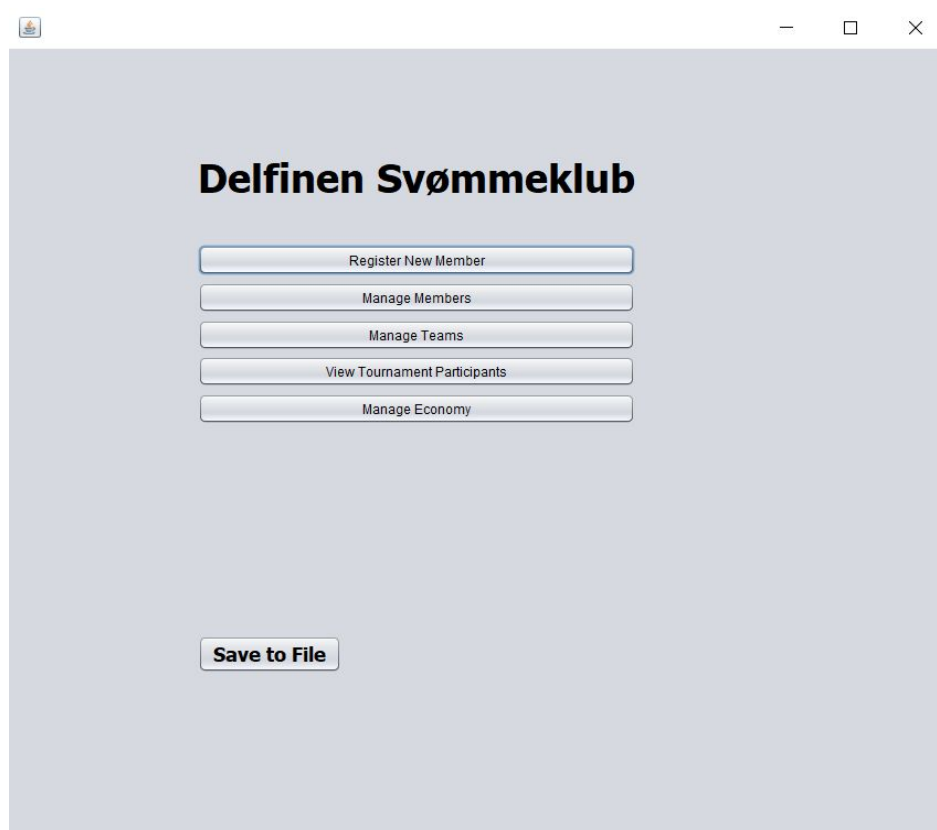 Delfinen Svømmeklub
Register New Member
Manage Members
Manage Teams
View Tournament Participants
Manage Economy
Save to File